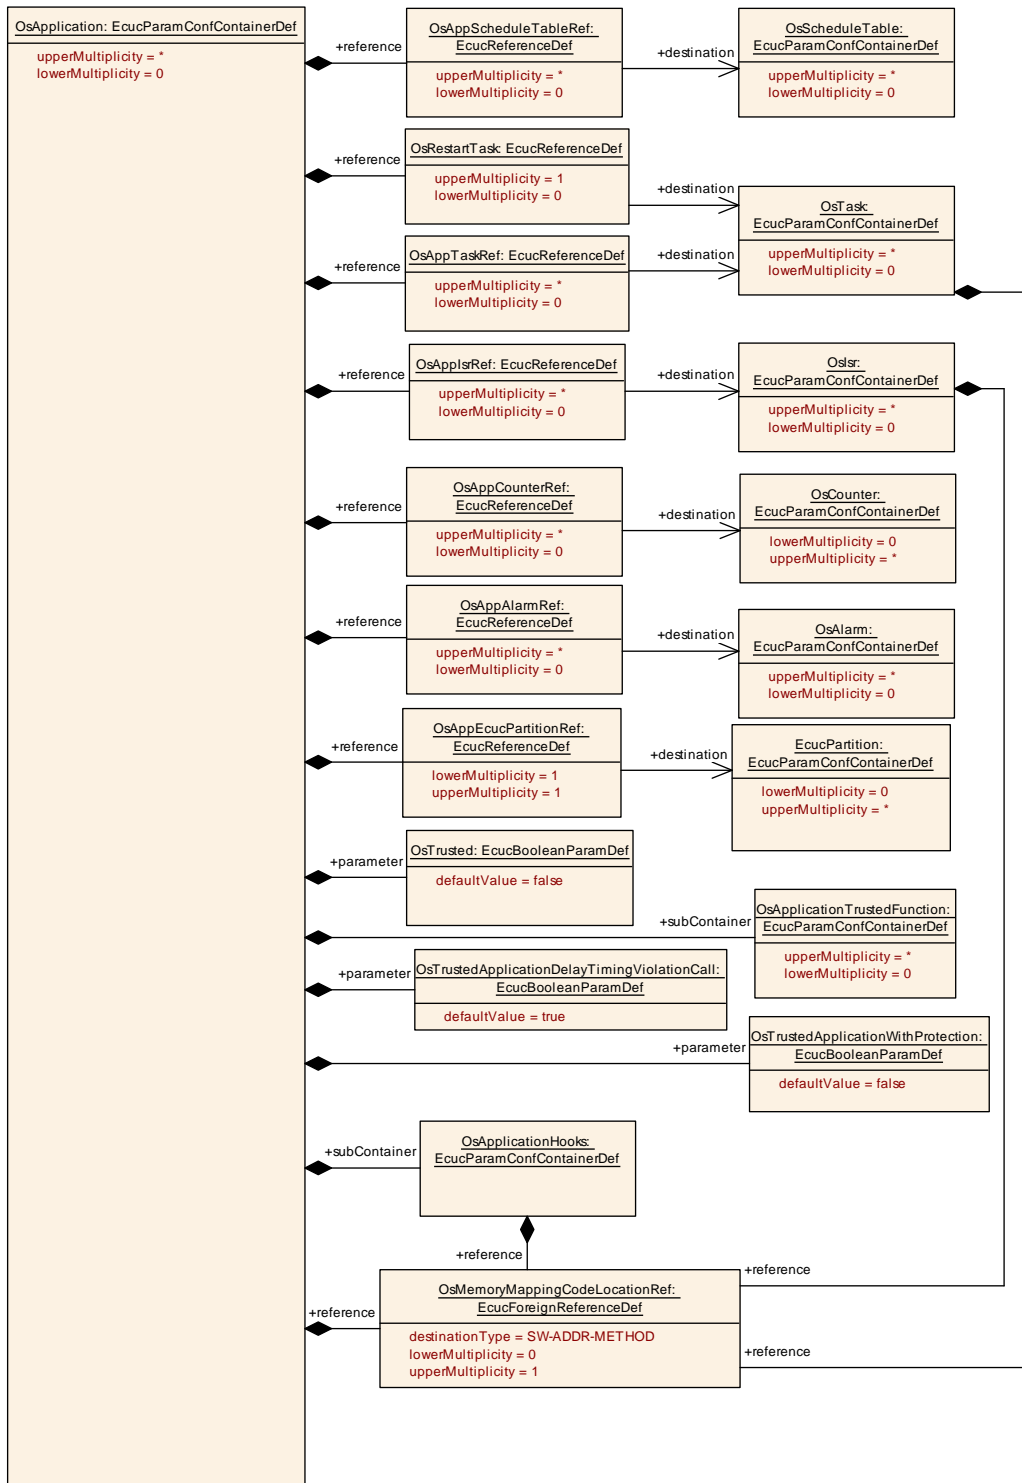 OsApplication: EcucParamConfContainerDef
upperMultiplicity = *
lowerMultiplicity = 0
+reference
OsAppScheduleTableRef:
EcucReferenceDef
upperMultiplicity = *
lowerMultiplicity = 0
+destination
OsScheduleTable:
EcucParamConfContainerDef
upperMultiplicity = *
lowerMultiplicity = 0
+reference
OsRestartTask: EcucReferenceDef
upperMultiplicity = 1
lowerMultiplicity = 0
+destination
OsTask:
EcucParamConfContainerDef
upperMultiplicity = *
lowerMultiplicity = 0
+reference
OsAppTaskRef: EcucReferenceDef
upperMultiplicity = *
lowerMultiplicity = 0
+destination
+reference
OsAppIsrRef: EcucReferenceDef
upperMultiplicity = *
lowerMultiplicity = 0
+destination
OsIsr:
EcucParamConfContainerDef
upperMultiplicity = *
lowerMultiplicity = 0
+reference
OsAppCounterRef:
EcucReferenceDef
upperMultiplicity = *
lowerMultiplicity = 0
+destination
OsCounter:
EcucParamConfContainerDef
lowerMultiplicity = 0
upperMultiplicity = *
+reference
OsAppAlarmRef:
EcucReferenceDef
upperMultiplicity = *
lowerMultiplicity = 0
+destination
OsAlarm:
EcucParamConfContainerDef
upperMultiplicity = *
lowerMultiplicity = 0
+reference
OsAppEcucPartitionRef:
EcucReferenceDef
lowerMultiplicity = 1
upperMultiplicity = 1
+destination
EcucPartition:
EcucParamConfContainerDef
lowerMultiplicity = 0
upperMultiplicity = *
+parameter
OsTrusted: EcucBooleanParamDef
defaultValue = false
+subContainer
OsApplicationTrustedFunction:
EcucParamConfContainerDef
upperMultiplicity = *
lowerMultiplicity = 0
+parameter
OsTrustedApplicationDelayTimingViolationCall:
EcucBooleanParamDef
defaultValue = true
+parameter
OsTrustedApplicationWithProtection:
EcucBooleanParamDef
defaultValue = false
+subContainer
OsApplicationHooks:
EcucParamConfContainerDef
+reference
+reference
OsMemoryMappingCodeLocationRef:
EcucForeignReferenceDef
destinationType = SW-ADDR-METHOD
lowerMultiplicity = 0
upperMultiplicity = 1
+reference
+reference